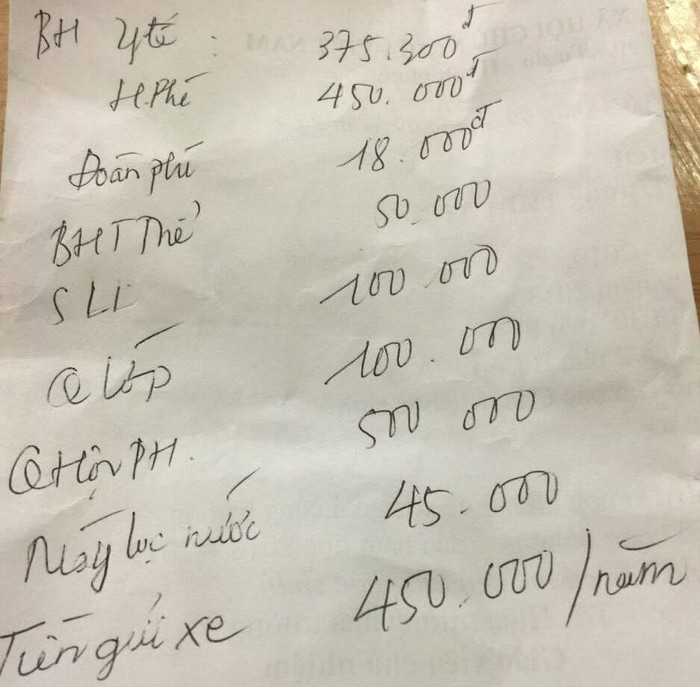 BH y tế : 375.300đ
H.Phí 450.000đ
Đoàn phí 18.000đ
BHT Thể 50.000
SLL 100.000
Q Lớp 100.000
Q Hội PH. 500 000
Máy lọc nước 45.000
Tiền gửi xe 450.000/năm